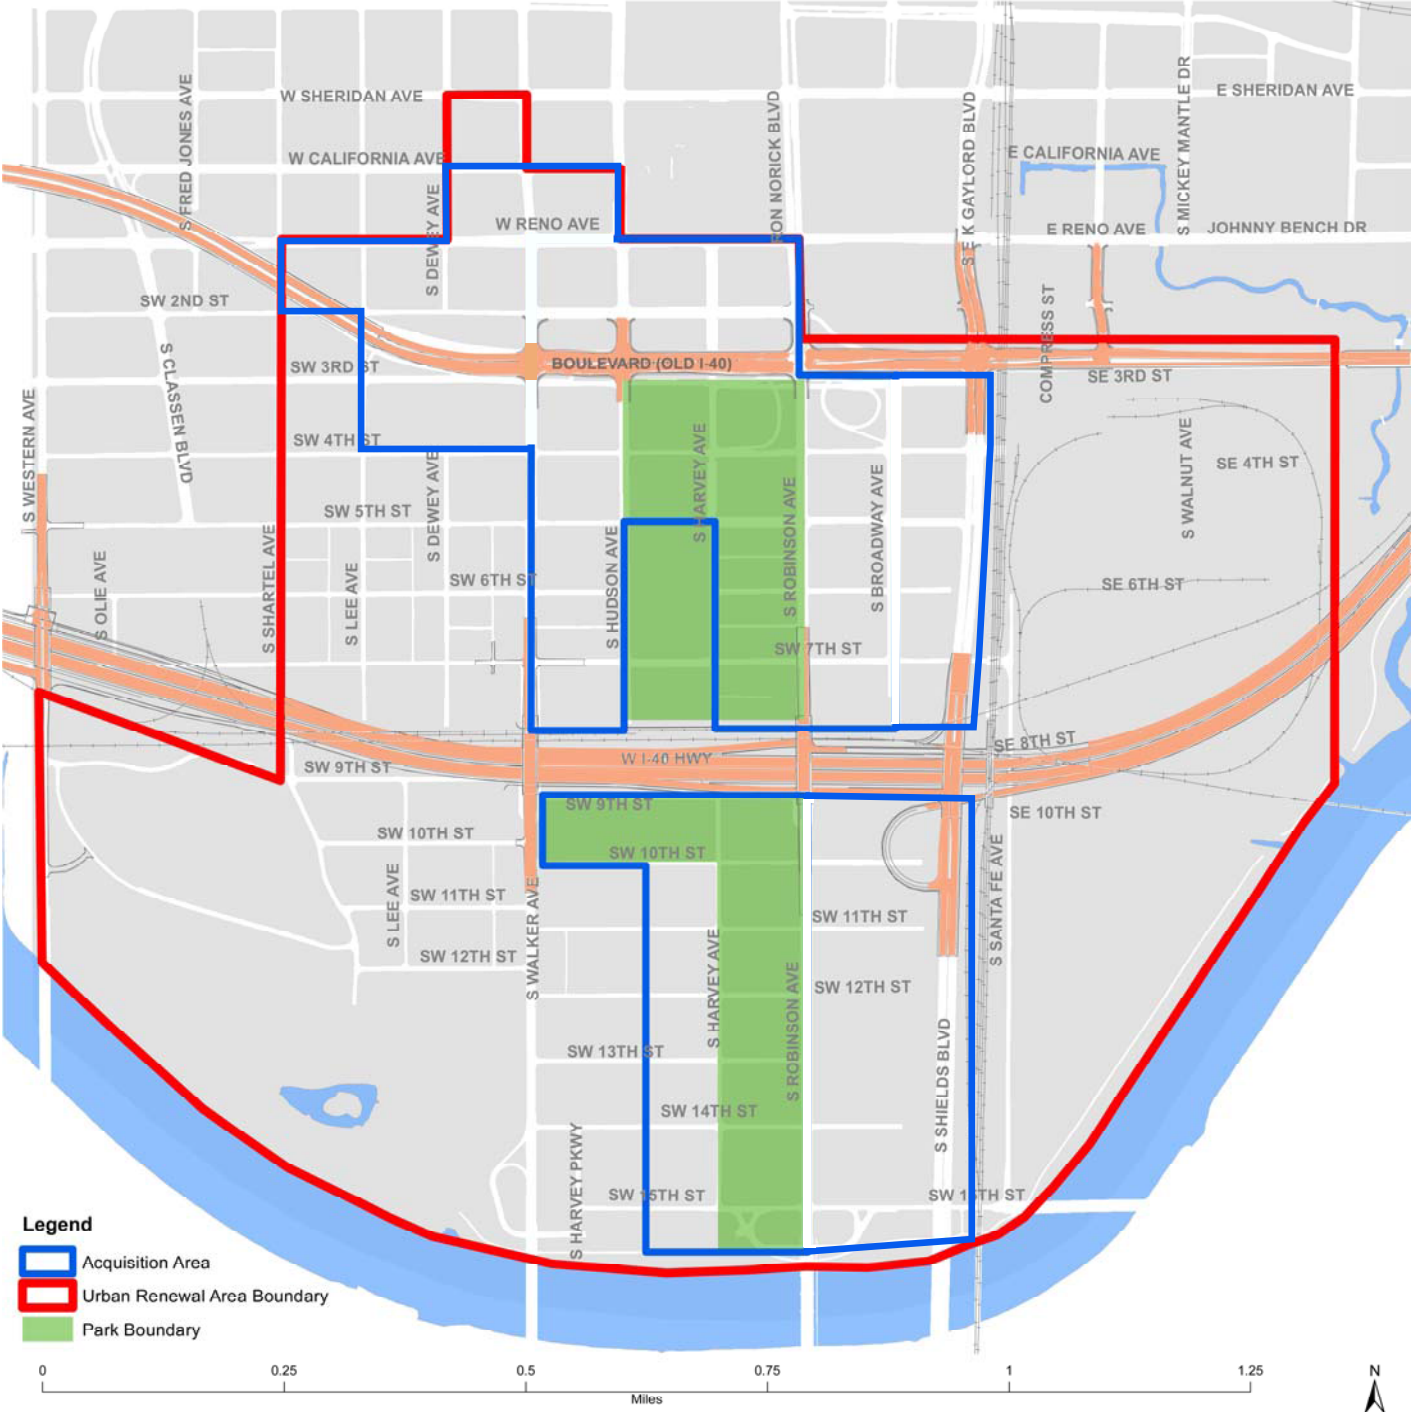 W SHERIDAN AVE
E SHERIDAN AVE
S FRED JONES AVE
RON NORICK BLVD
S E K GAYLORD BLVD
S MICKEY MANTLE DR
W CALIFORNIA AVE
E CALIFORNIA AVE
S DEWEY AVE
W RENO AVE
E RENO AVE
JOHNNY BENCH DR
SW 2ND ST
COMPRESS ST
S CLASSEN BLVD
SW 3RD ST
BOULEVARD (OLD I-40)
SE 3RD ST
S WESTERN AVE
SW 4TH ST
S HARVEY AVE
S WALNUT AVE
SE 4TH ST
S DEWEY AVE
SW 5TH ST
S ROBINSON AVE
S BROADWAY AVE
S OLIE AVE
S SHARTEL AVE
S LEE AVE
SW 6TH ST
S HUDSON AVE
SE 6TH ST
SW 7TH ST
SE 8TH ST
W I-40 HWY
SW 9TH ST
SW 9TH ST
SE 10TH ST
SW 10TH ST
SW 10TH ST
S LEE AVE
SW 11TH ST
S WALKER AVE
SW 11TH ST
S SANTA FE AVE
SW 12TH ST
S HARVEY AVE
S ROBINSON AVE
SW 12TH ST
SW 13TH ST
S SHIELDS BLVD
SW 14TH ST
S HARVEY PKWY
SW 15TH ST
SW 15TH ST
Legend
Acquisition Area
Urban Renewal Area Boundary
Park Boundary
0 0.25 0.5 0.75 1 1.25
Miles
N